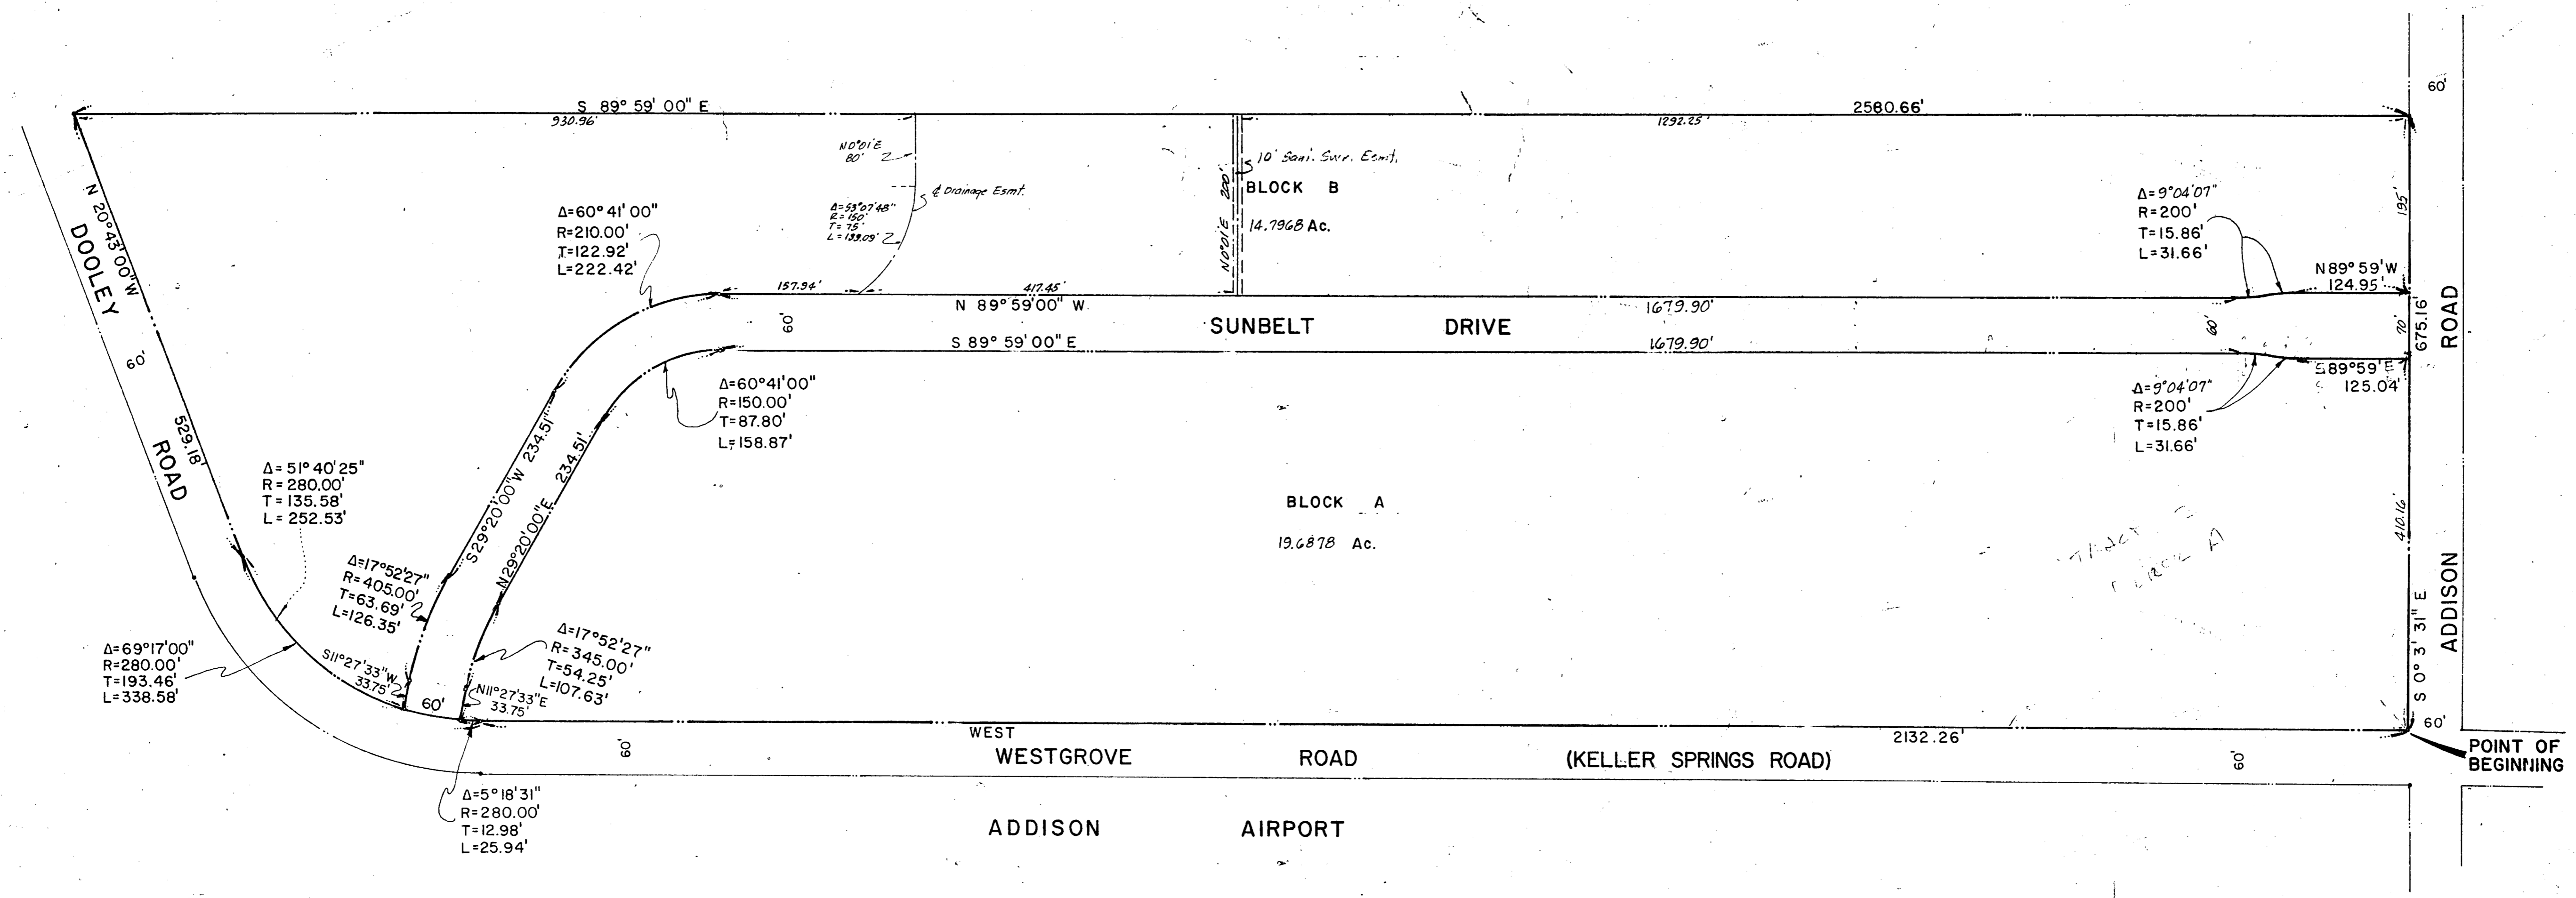 60'
S 89° 59' 00" E
2580.66'
930.96'
1292.25'
N0°01'E
80'
10' Sani. Swr. Esmt.
BLOCK B
14.7968 Ac.
N0°01'E 200'
₵ Drainage Esmt.
Δ=53°07'48"
R=150'
T=75'
L=139.09'
Δ=60°41'00"
R=210.00'
T=122.92'
L=222.42'
Δ=9°04'07"
R=200'
T=15.86'
L=31.66'
195'
N89°59'W
124.95'
N 20°43'00"W
529.18'
DOOLEY
ROAD
60'
157.94'
417.45'
N 89°59'00" W
1679.90'
60'
SUNBELT DRIVE
60'
70'
675.16'
ADDISON ROAD
S 89°59'00" E
1679.90'
S89°59'E
125.04'
Δ=9°04'07"
R=200'
T=15.86'
L=31.66'
Δ=60°41'00"
R=150.00'
T=87.80'
L=158.87'
Δ=51°40'25"
R=280.00'
T=135.58'
L=252.53'
S29°20'00"W 234.51'
N29°20'00"E 234.51'
BLOCK A
19.6878 Ac.
410.16'
TRACT
Δ=17°52'27"
R=405.00'
T=63.69'
L=126.35'
Δ=69°17'00"
R=280.00'
T=193.46'
L=338.58'
S11°27'33"W
33.75'
Δ=17°52'27"
R=345.00'
T=54.25'
L=107.63'
N11°27'33"E
33.75'
60'
S 0° 3' 31" E
60'
WEST
2132.26'
60'
WESTGROVE ROAD (KELLER SPRINGS ROAD)
60'
POINT OF
BEGINNING
Δ=5°18'31"
R=280.00'
T=12.98'
L=25.94'
ADDISON AIRPORT